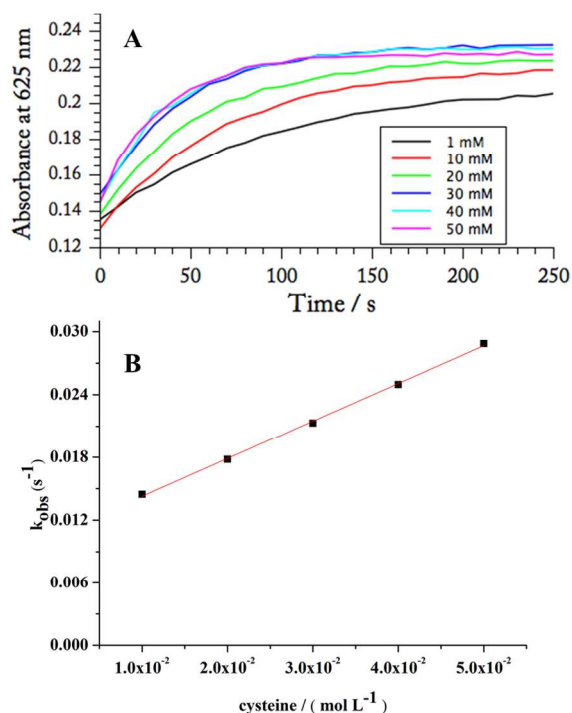 A
Absorbance at 625 nm
0.24
0.22
0.2
0.18
0.16
0.14
0.12
1 mM
10 mM
20 mM
30 mM
40 mM
50 mM
0 50 100 150 200 250
Time / s
B
k_obs (s^-1)
0.030
0.024
0.018
0.012
0.006
0.000
1.0x10^-2 2.0x10^-2 3.0x10^-2 4.0x10^-2 5.0x10^-2
cysteine / ( mol L^-1)